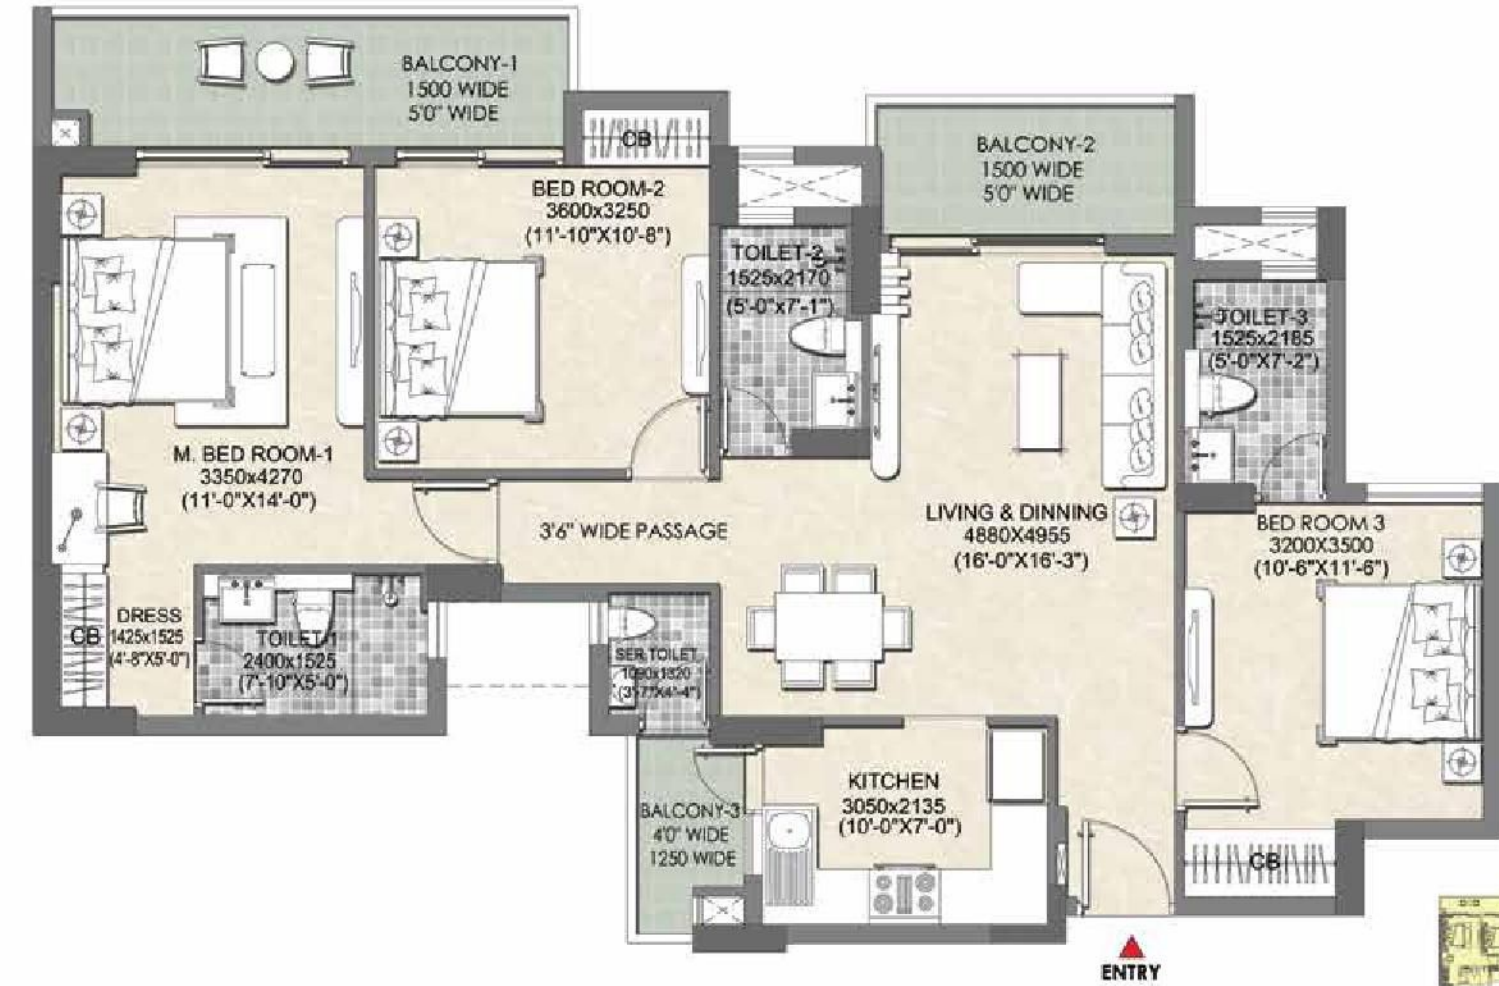 BALCONY-1
1500 WIDE
5'0" WIDE
CB
BED ROOM-2
3600x3250
(11'-10"X10'-8")
BALCONY-2
1500 WIDE
5'0" WIDE
TOILET-2
1525x2170
(5'-0"x7'-1")
TOILET-3
1525x2185
(5'-0"X7'-2")
M. BED ROOM-1
3350x4270
(11'-0"X14'-0")
3'6" WIDE PASSAGE
LIVING & DINNING
4880X4955
(16'-0"X16'-3")
BED ROOM 3
3200X3500
(10'-6"X11'-6")
DRESS
1425x1525
(4'-8"X5'-0")
CB
TOILET-1
2400x1525
(7'-10"X5'-0")
SER.TOILET
1090x1320
(3'-7"X4'-4")
KITCHEN
3050x2135
(10'-0"X7'-0")
BALCONY-3
4'0" WIDE
1250 WIDE
CB
ENTRY